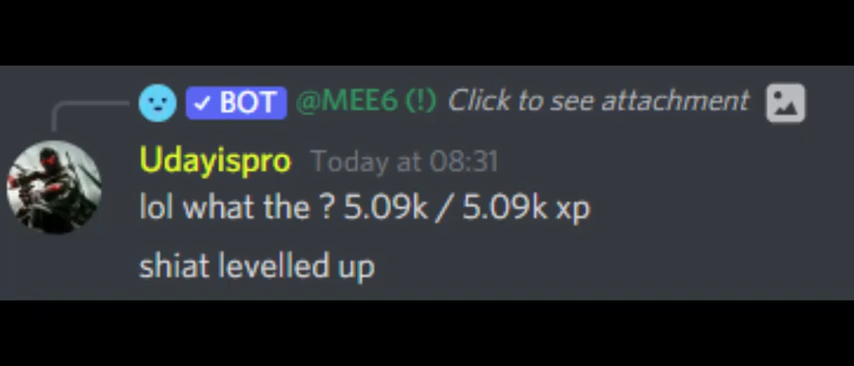 ✓ BOT @MEE6 (!) Click to see attachment
Udayispro Today at 08:31
lol what the ? 5.09k / 5.09k xp
shiat levelled up